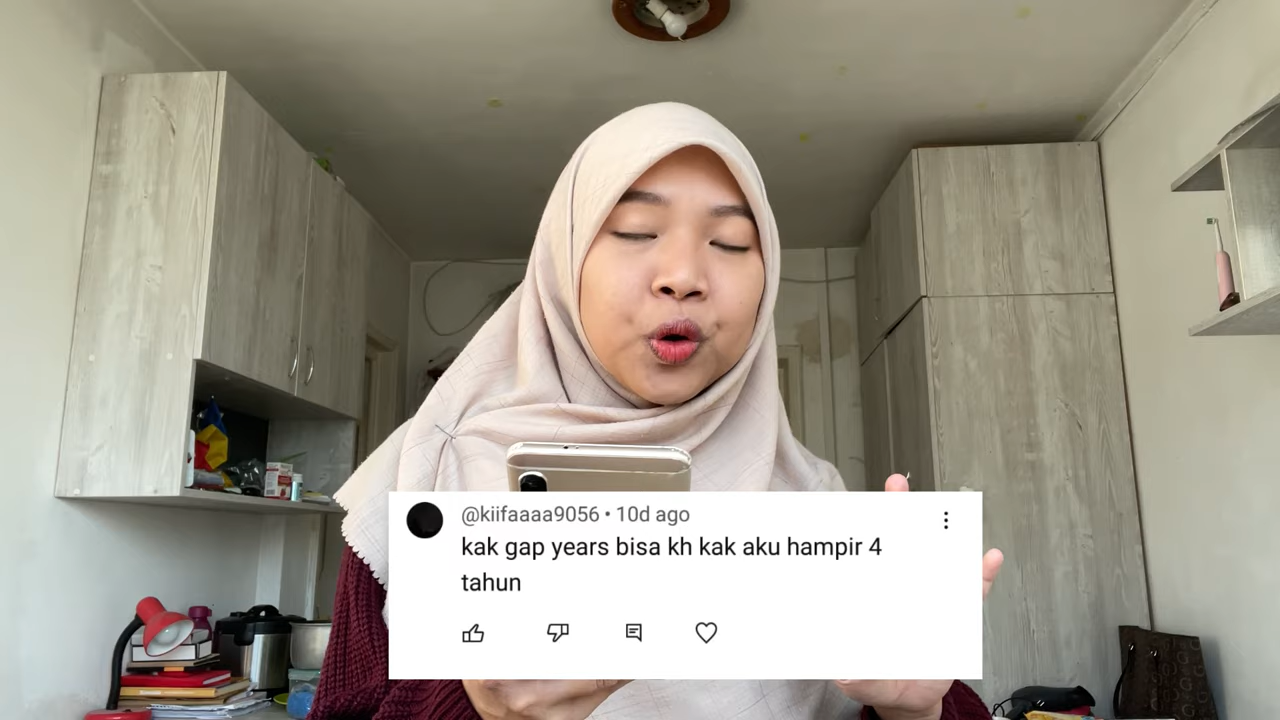 @kiifaaaa9056 • 10d ago
kak gap years bisa kh kak aku hampir 4
tahun